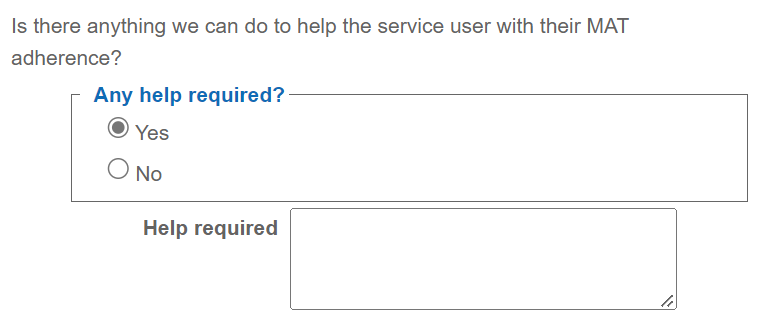 Is there anything we can do to help the service user with their MAT
adherence?
Any help required?
Yes
No
Help required